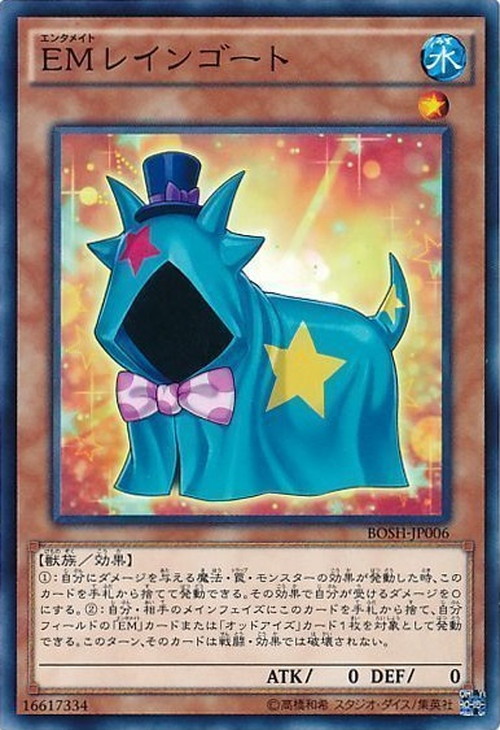 エンタメイト
EMレインゴート
水
BOSH-JP006
【獣族／効果】
①：自分にダメージを与える魔法・罠・モンスターの効果が発動した時、この
カードを手札から捨てて発動できる。その効果で自分が受けるダメージを０
にする。②：自分・相手のメインフェイズにこのカードを手札から捨て、自分
フィールドの「EM」カードまたは「オッドアイズ」カード１枚を対象として発動
できる。このターン、そのカードは戦闘・効果では破壊されない。
ATK/ 0 DEF/ 0
16617334
©高橋和希 スタジオ・ダイス/集英社